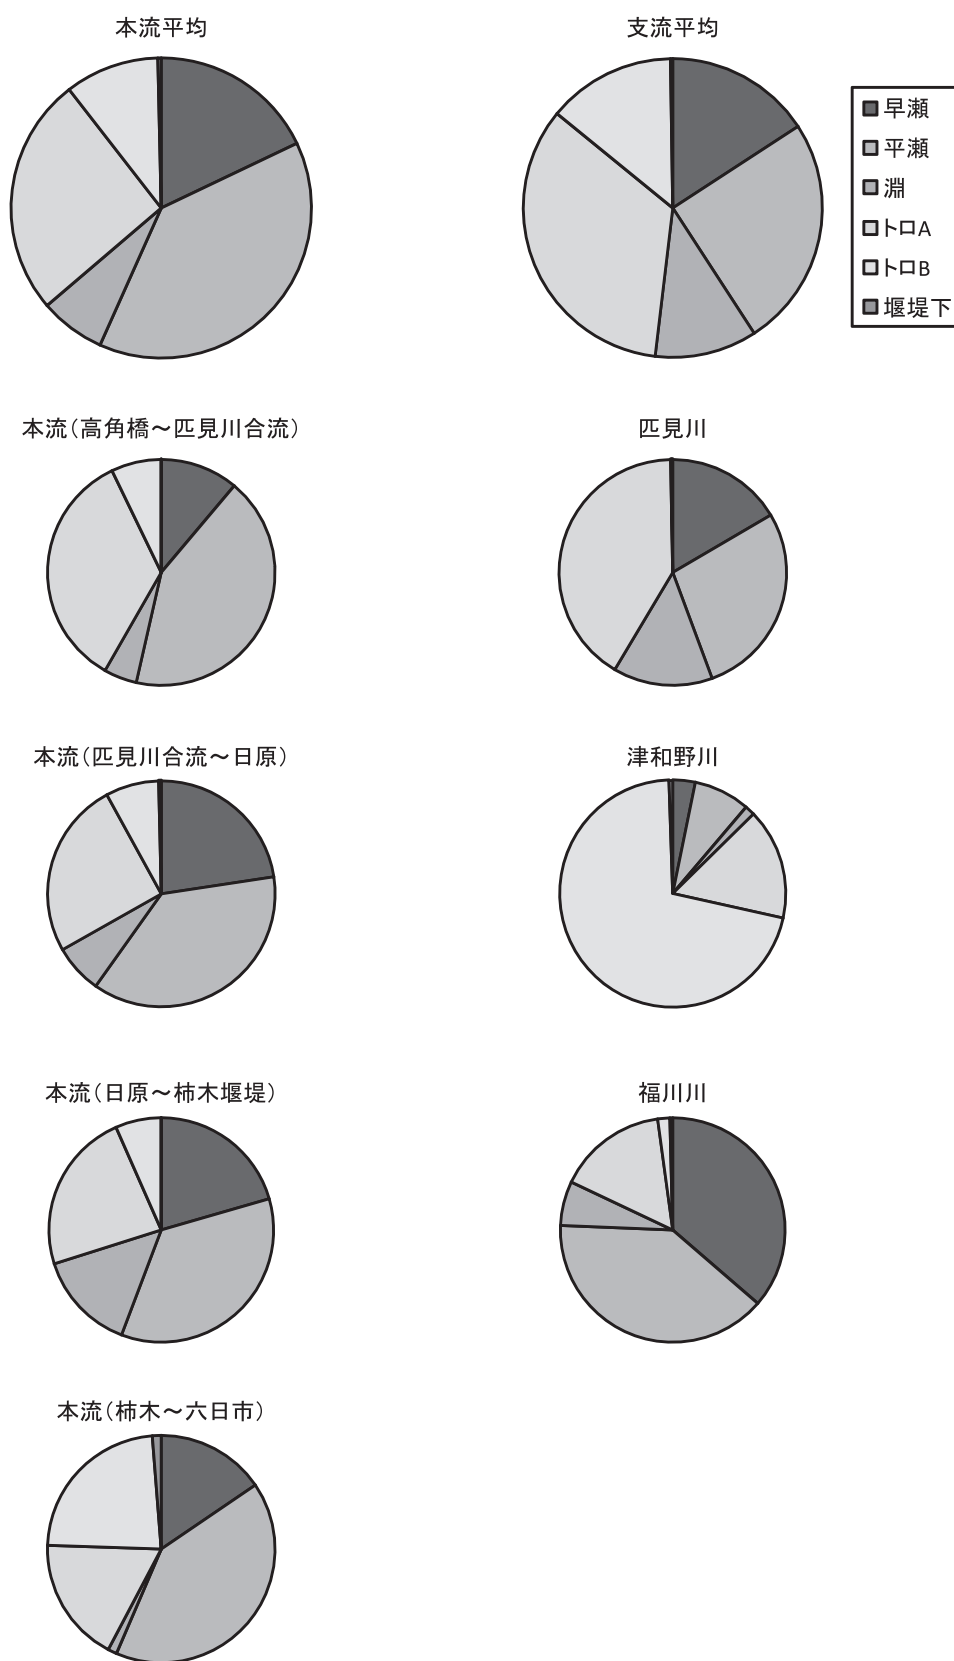 本流平均
支流平均
早瀬
平瀬
淵
トロA
トロB
堰堤下
本流（高角橋～匹見川合流）
匹見川
本流（匹見川合流～日原）
津和野川
本流（日原～柿木堰堤）
福川川
本流（柿木～六日市）